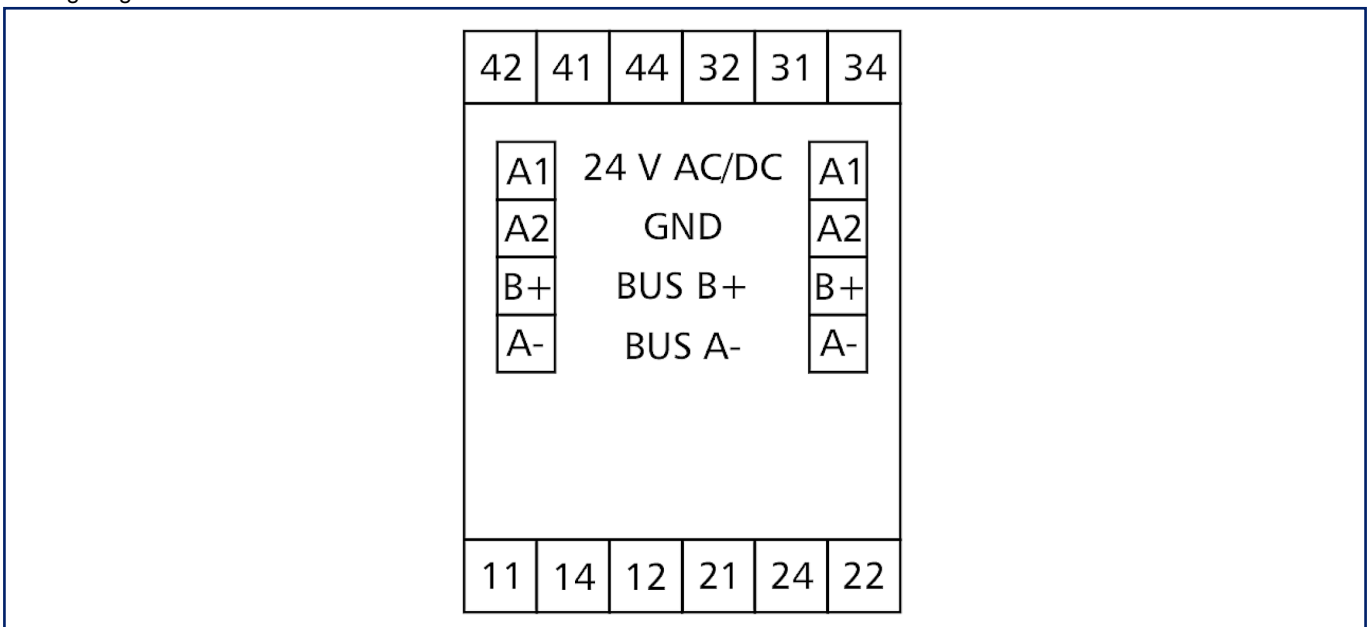 42 41 44 32 31 34
A1 24 V AC/DC A1
A2 GND A2
B+ BUS B+ B+
A- BUS A- A-
11 14 12 21 24 22